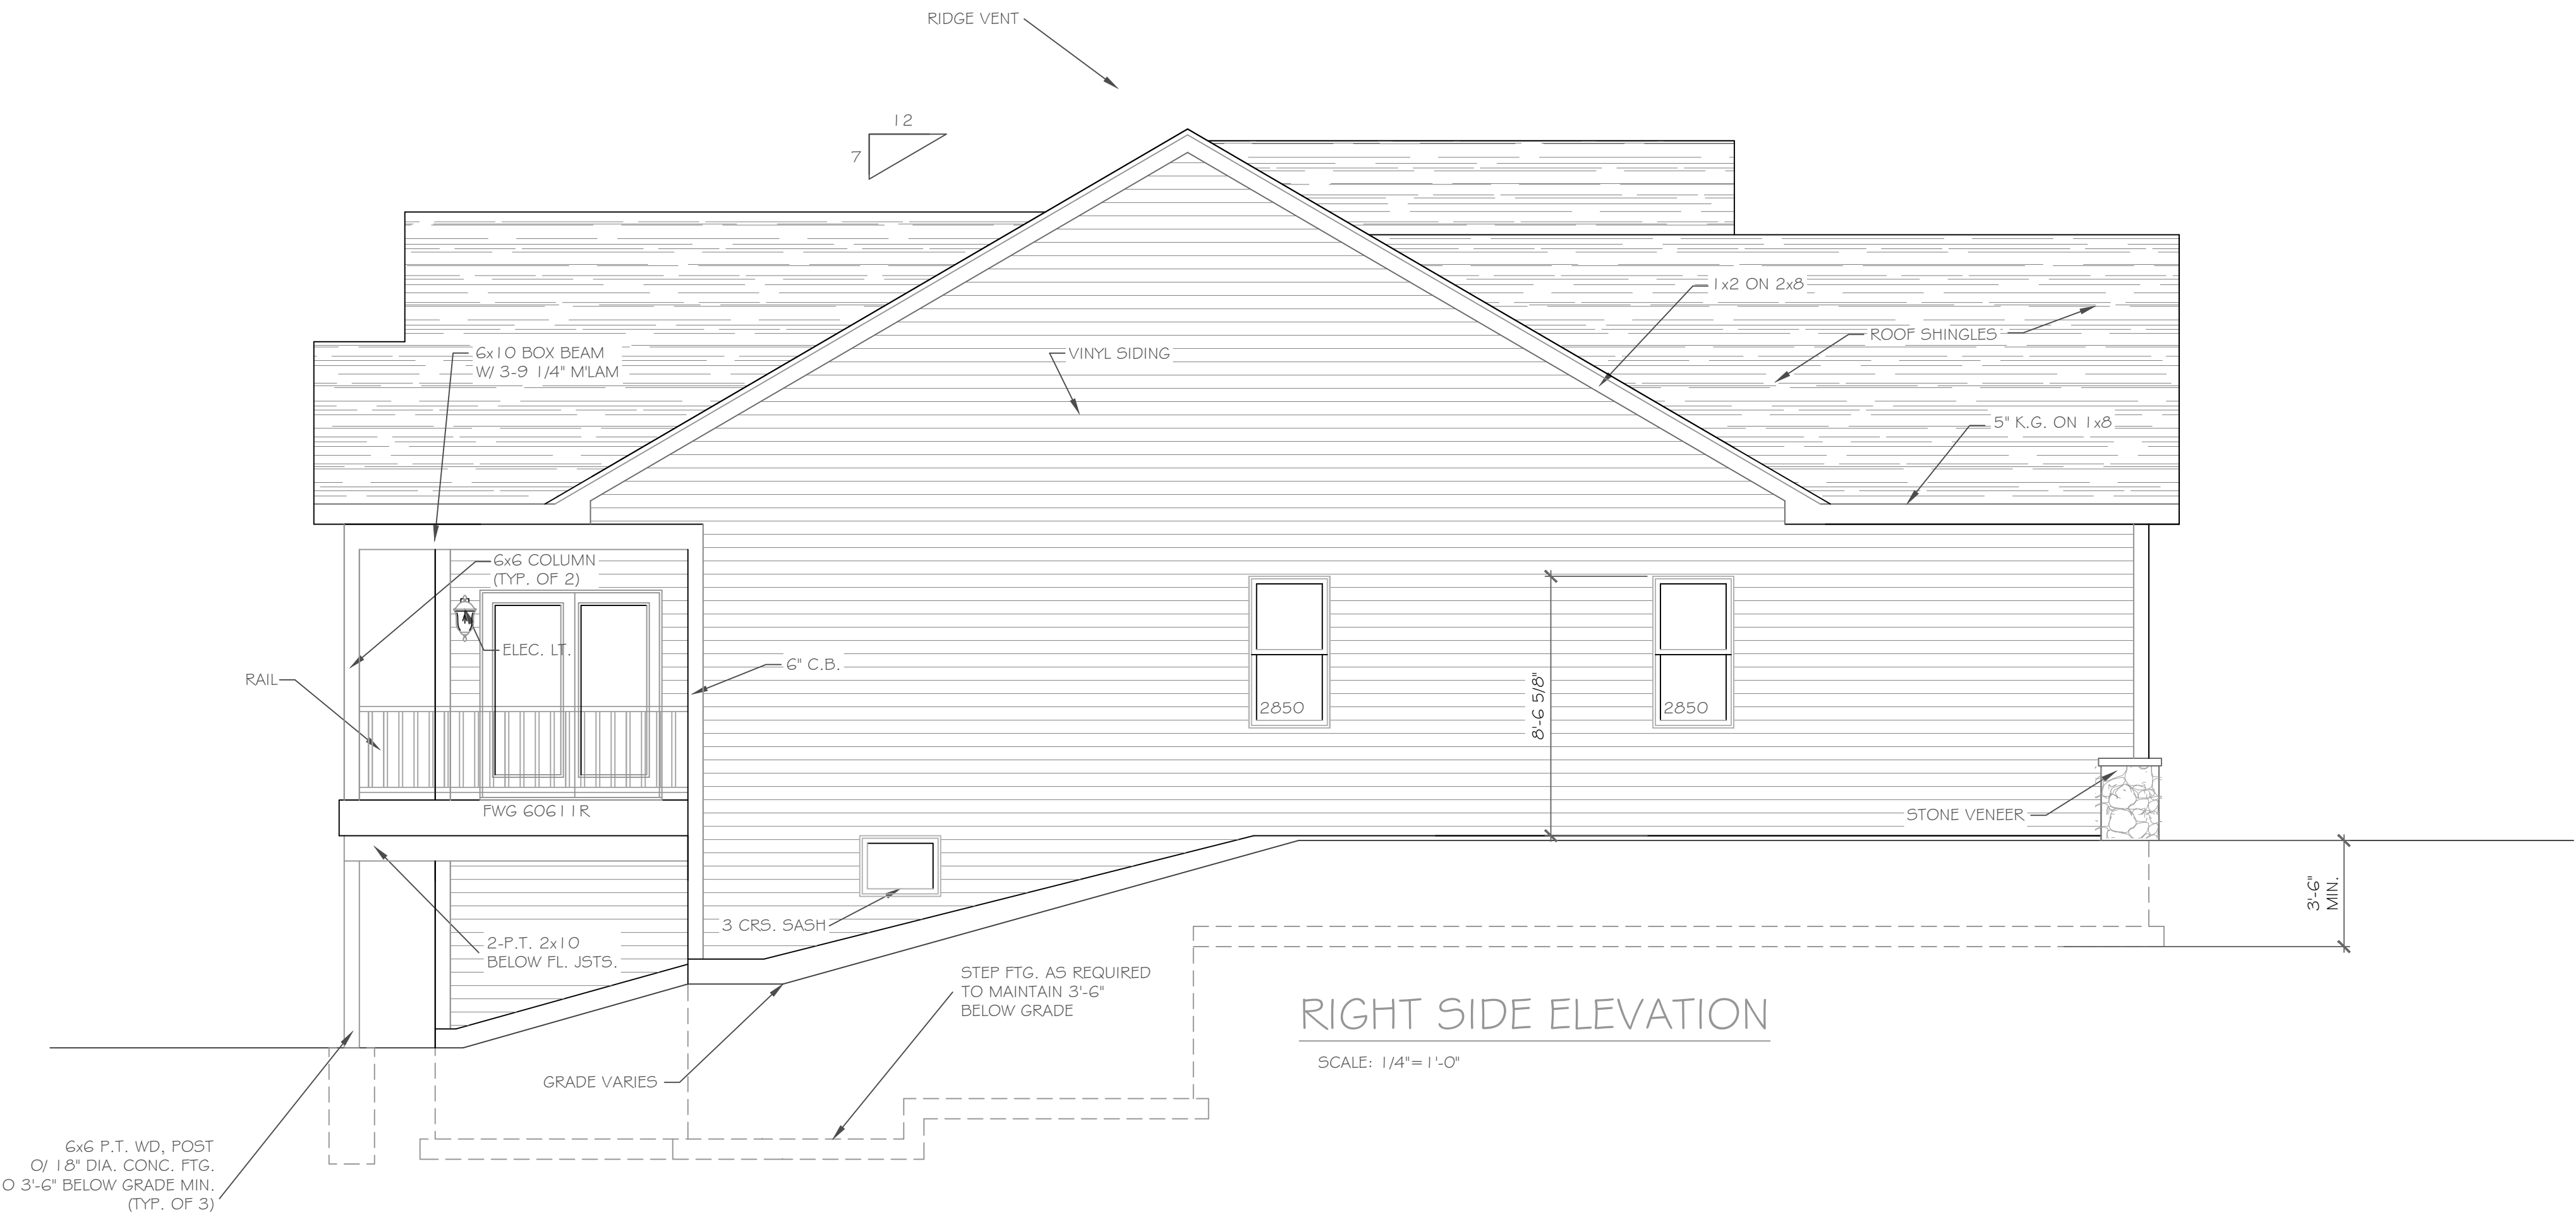 RIDGE VENT
12
7
1x2 ON 2x8
ROOF SHINGLES
6x10 BOX BEAM
W/ 3-9 1/4" M'LAM
VINYL SIDING
5" K.G. ON 1x8
6x6 COLUMN
(TYP. OF 2)
ELEC. LT.
6" C.B.
RAIL
8'-6 5/8"
2850
2850
FWG 60611R
STONE VENEER
3'-6"
MIN.
3 CRS. SASH
2-P.T. 2x10
BELOW FL. JSTS.
STEP FTG. AS REQUIRED
TO MAINTAIN 3'-6"
BELOW GRADE
RIGHT SIDE ELEVATION
SCALE: 1/4"=1'-0"
GRADE VARIES
6x6 P.T. WD, POST
O/ 18" DIA. CONC. FTG.
O 3'-6" BELOW GRADE MIN.
(TYP. OF 3)